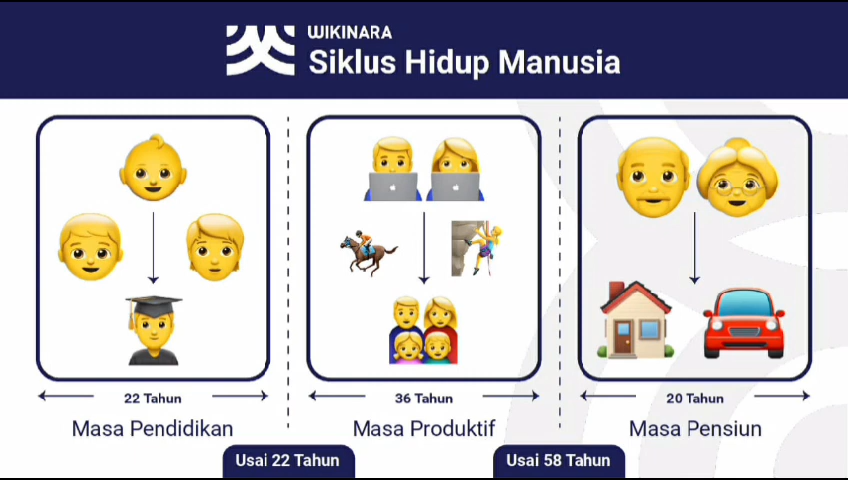 WIKINARA
Siklus Hidup Manusia
22 Tahun
36 Tahun
20 Tahun
Masa Pendidikan
Masa Produktif
Masa Pensiun
Usai 22 Tahun
Usai 58 Tahun